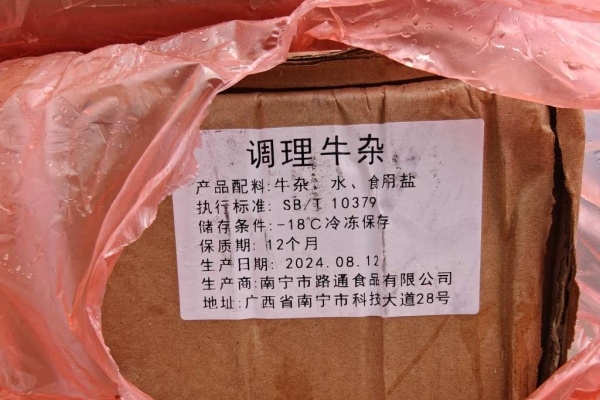 调理牛杂
产品配料:牛杂、水、食用盐
执行标准: SB/T 10379
储存条件: -18℃冷冻保存
保质期: 12个月
生产日期: 2024.08.12
生产商:南宁市路通食品有限公司
地址:广西省南宁市科技大道28号